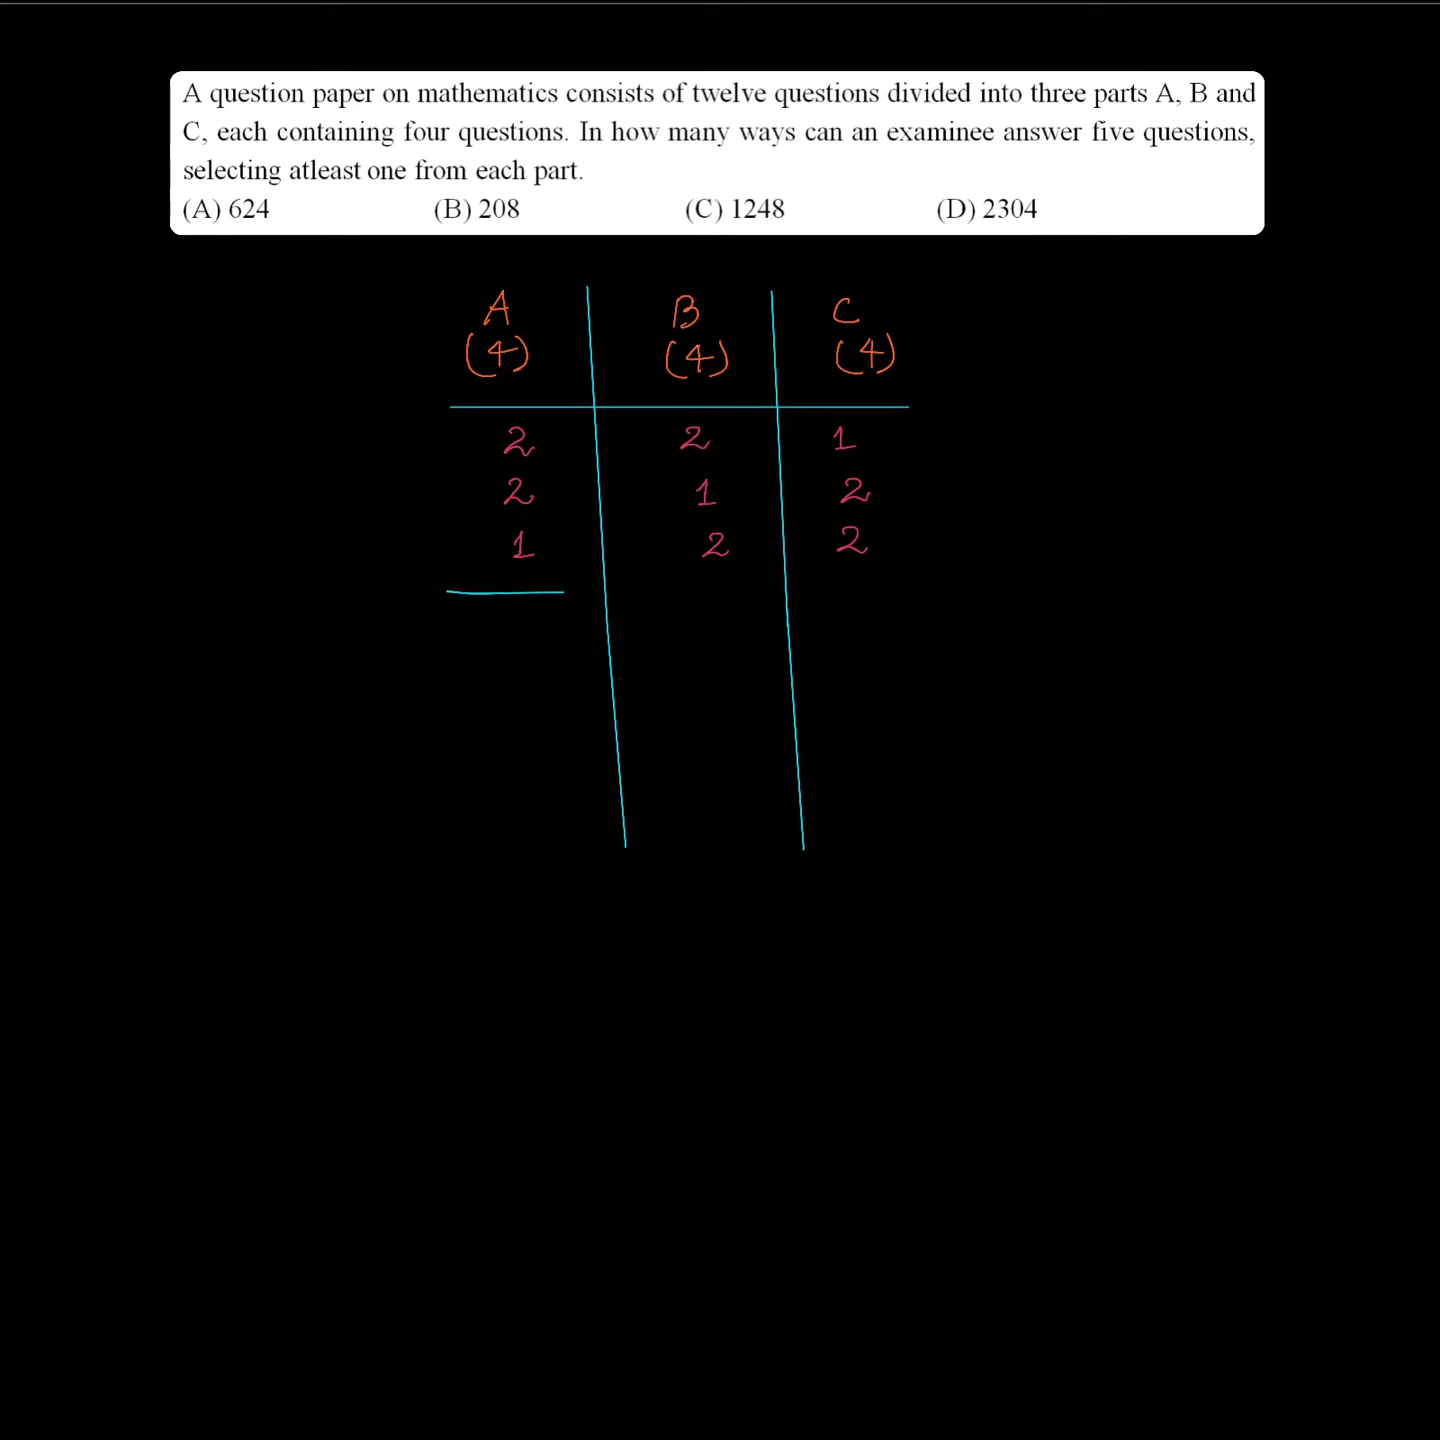 A question paper on mathematics consists of twelve questions divided into three parts A, B and
C, each containing four questions. In how many ways can an examinee answer five questions,
selecting atleast one from each part.
(A) 624 (B) 208 (C) 1248 (D) 2304
A B C
(4) (4) (4)
2 2 1
2 1 2
1 2 2